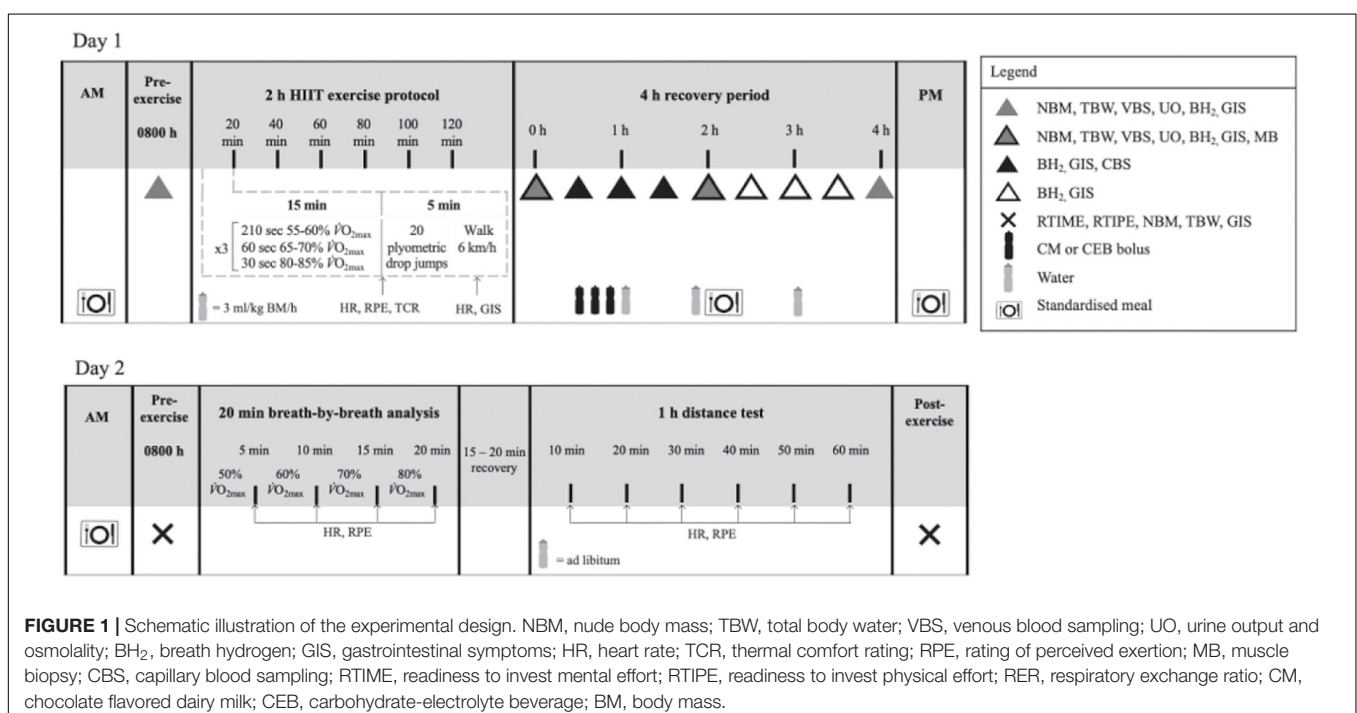 Day 1
AM
Pre-
exercise
0800 h
2 h HIIT exercise protocol
20
min
40
min
60
min
80
min
100
min
120
min
15 min
5 min
x3
210 sec 55-60% V̇O2max
60 sec 65-70% V̇O2max
30 sec 80-85% V̇O2max
20
plyometric
drop jumps
Walk
6 km/h
= 3 ml/kg BM/h
HR, RPE, TCR
HR, GIS
4 h recovery period
0 h
1 h
2 h
3 h
4 h
PM
Legend
NBM, TBW, VBS, UO, BH2, GIS
NBM, TBW, VBS, UO, BH2, GIS, MB
BH2, GIS, CBS
BH2, GIS
RTIME, RTIPE, NBM, TBW, GIS
CM or CEB bolus
Water
Standardised meal
Day 2
AM
Pre-
exercise
0800 h
20 min breath-by-breath analysis
5 min
10 min
15 min
20 min
50%
V̇O2max
60%
V̇O2max
70%
V̇O2max
80%
V̇O2max
HR, RPE
15 – 20 min
recovery
1 h distance test
10 min
20 min
30 min
40 min
50 min
60 min
HR, RPE
= ad libitum
Post-
exercise
FIGURE 1 | Schematic illustration of the experimental design. NBM, nude body mass; TBW, total body water; VBS, venous blood sampling; UO, urine output and
osmolality; BH2, breath hydrogen; GIS, gastrointestinal symptoms; HR, heart rate; TCR, thermal comfort rating; RPE, rating of perceived exertion; MB, muscle
biopsy; CBS, capillary blood sampling; RTIME, readiness to invest mental effort; RTIPE, readiness to invest physical effort; RER, respiratory exchange ratio; CM,
chocolate flavored dairy milk; CEB, carbohydrate-electrolyte beverage; BM, body mass.